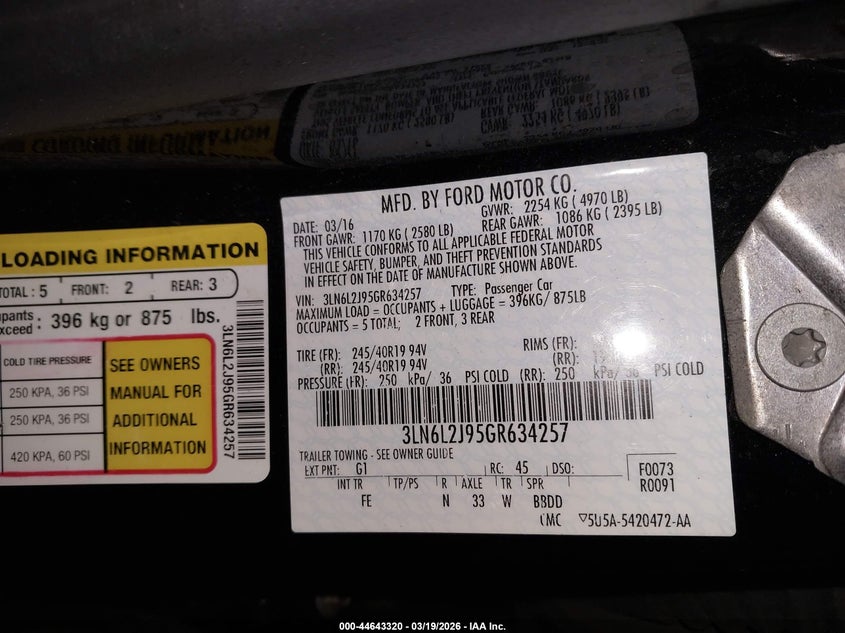 MFD. BY FORD MOTOR CO.
DATE: 03/16
GVWR: 2254 KG ( 4970 LB)
FRONT GAWR: 1170 KG ( 2580 LB)
REAR GAWR: 1086 KG ( 2395 LB)
THIS VEHICLE CONFORMS TO ALL APPLICABLE FEDERAL MOTOR
VEHICLE SAFETY, BUMPER, AND THEFT PREVENTION STANDARDS
IN EFFECT ON THE DATE OF MANUFACTURE SHOWN ABOVE.
VIN: 3LN6L2J95GR634257 TYPE: Passenger Car
MAXIMUM LOAD = OCCUPANTS + LUGGAGE = 396KG/ 875LB
OCCUPANTS = 5 TOTAL; 2 FRONT, 3 REAR
TIRE (FR): 245/40R19 94V RIMS (FR):
(RR): 245/40R19 94V (RR):
PRESSURE (FR): 250 kPa/ 36 PSI COLD (RR): 250 kPa/ 36 PSI COLD
3LN6L2J95GR634257
TRAILER TOWING - SEE OWNER GUIDE
EXT PNT: G1 RC: 45 DSO: F0073
R0091
INT TR TP/PS R AXLE TR SPR
FE N 33 W BBDD
5U5A-5420472-AA
LOADING INFORMATION
TOTAL : 5 FRONT: 2 REAR: 3
396 kg or 875 lbs.
COLD TIRE PRESSURE
250 KPA, 36 PSI
250 KPA, 36 PSI
420 KPA, 60 PSI
SEE OWNERS
MANUAL FOR
ADDITIONAL
INFORMATION
3LN6L2J95GR634257
000-44643320 - 03/19/2026 - IAA Inc.